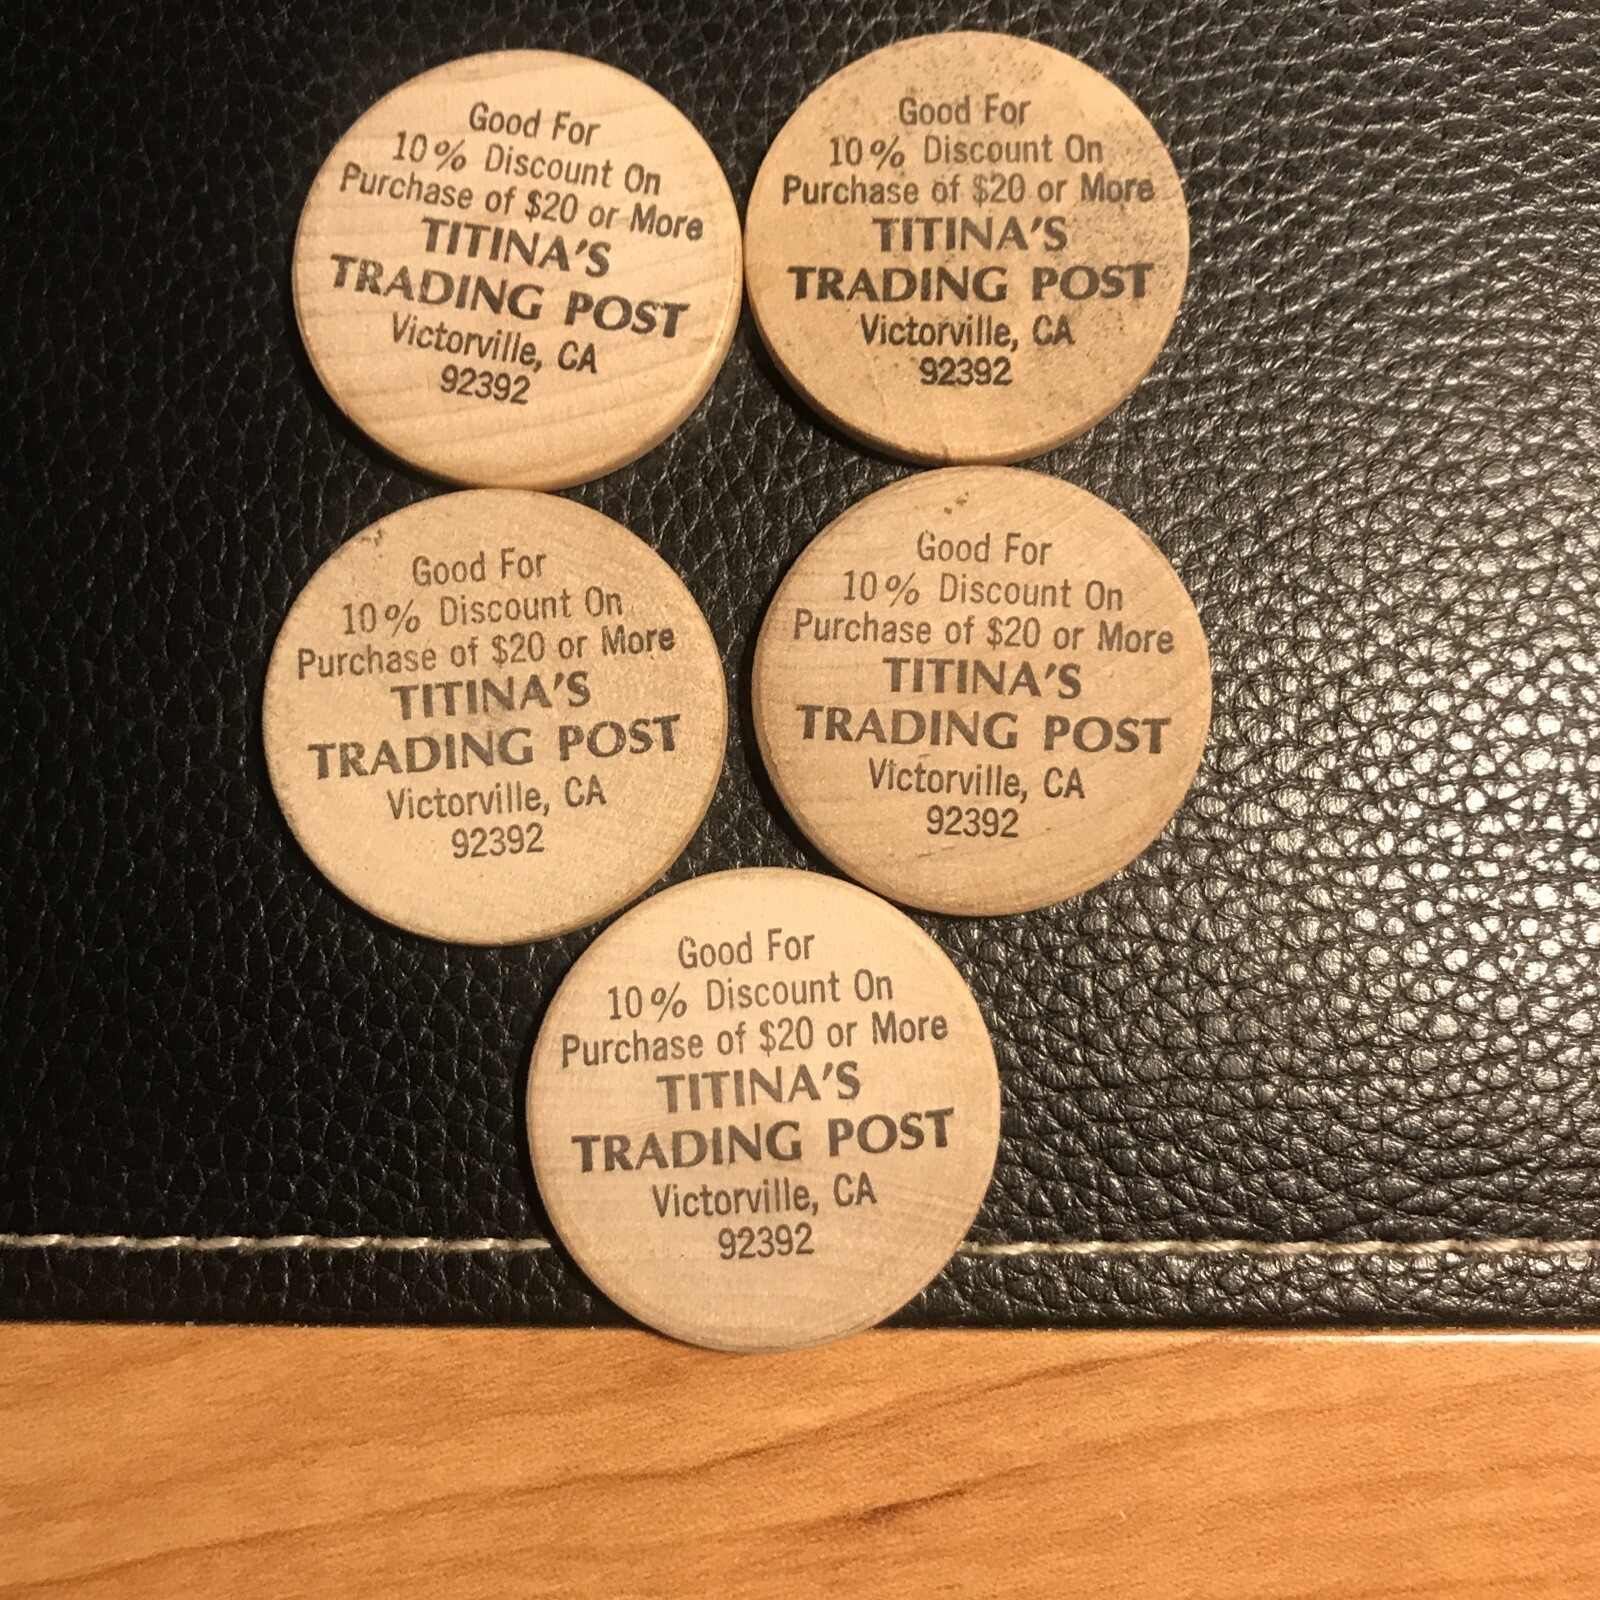 Good For
10% Discount On
Purchase of $20 or More
TITINA'S
TRADING POST
Victorville, CA
92392
Good For
10% Discount On
Purchase of $20 or More
TITINA'S
TRADING POST
Victorville, CA
92392
Good For
10% Discount On
Purchase of $20 or More
TITINA'S
TRADING POST
Victorville, CA
92392
Good For
10% Discount On
Purchase of $20 or More
TITINA'S
TRADING POST
Victorville, CA
92392
Good For
10% Discount On
Purchase of $20 or More
TITINA'S
TRADING POST
Victorville, CA
92392